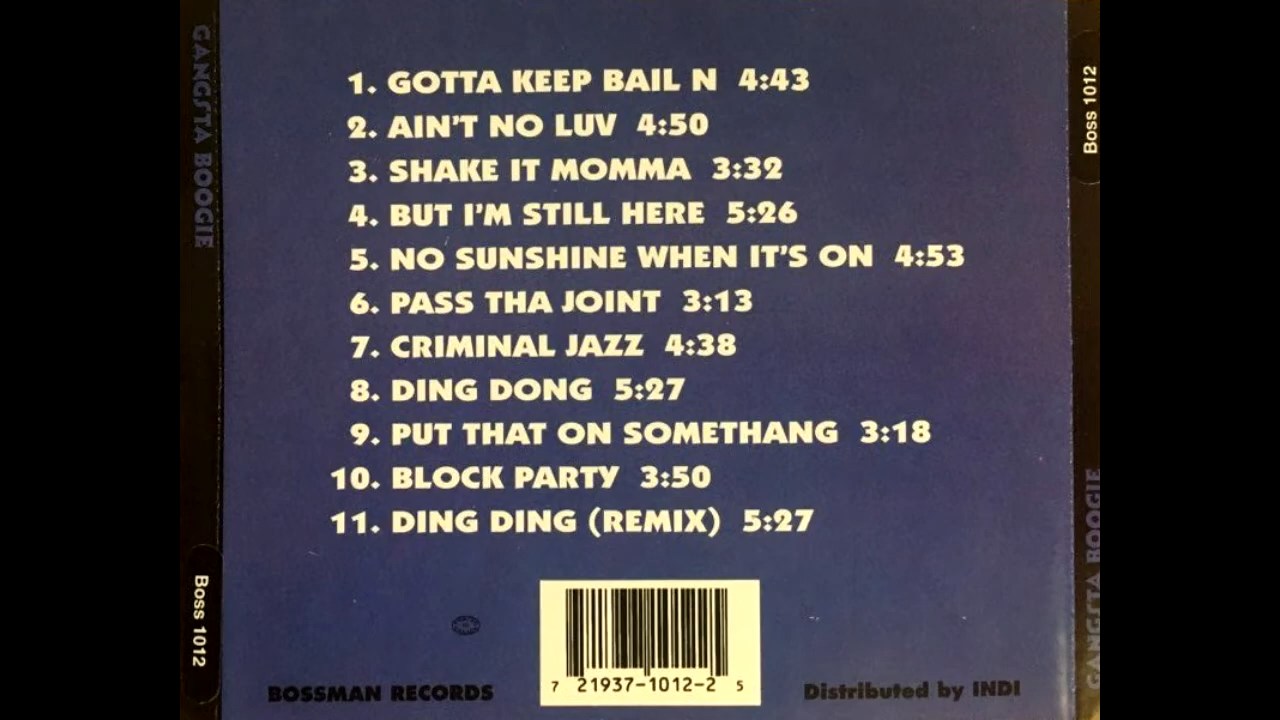 GANGSTA BOOGIE
Boss 1012
1. GOTTA KEEP BAIL N 4:43
2. AIN'T NO LUV 4:50
3. SHAKE IT MOMMA 3:32
4. BUT I'M STILL HERE 5:26
5. NO SUNSHINE WHEN IT'S ON 4:53
6. PASS THA JOINT 3:13
7. CRIMINAL JAZZ 4:38
8. DING DONG 5:27
9. PUT THAT ON SOMETHANG 3:18
10. BLOCK PARTY 3:50
11. DING DING (REMIX) 5:27
BOSSMAN RECORDS
7 21937-1012-2 5
Distributed by INDI
Boss 1012
GANGSTA BOOGIE